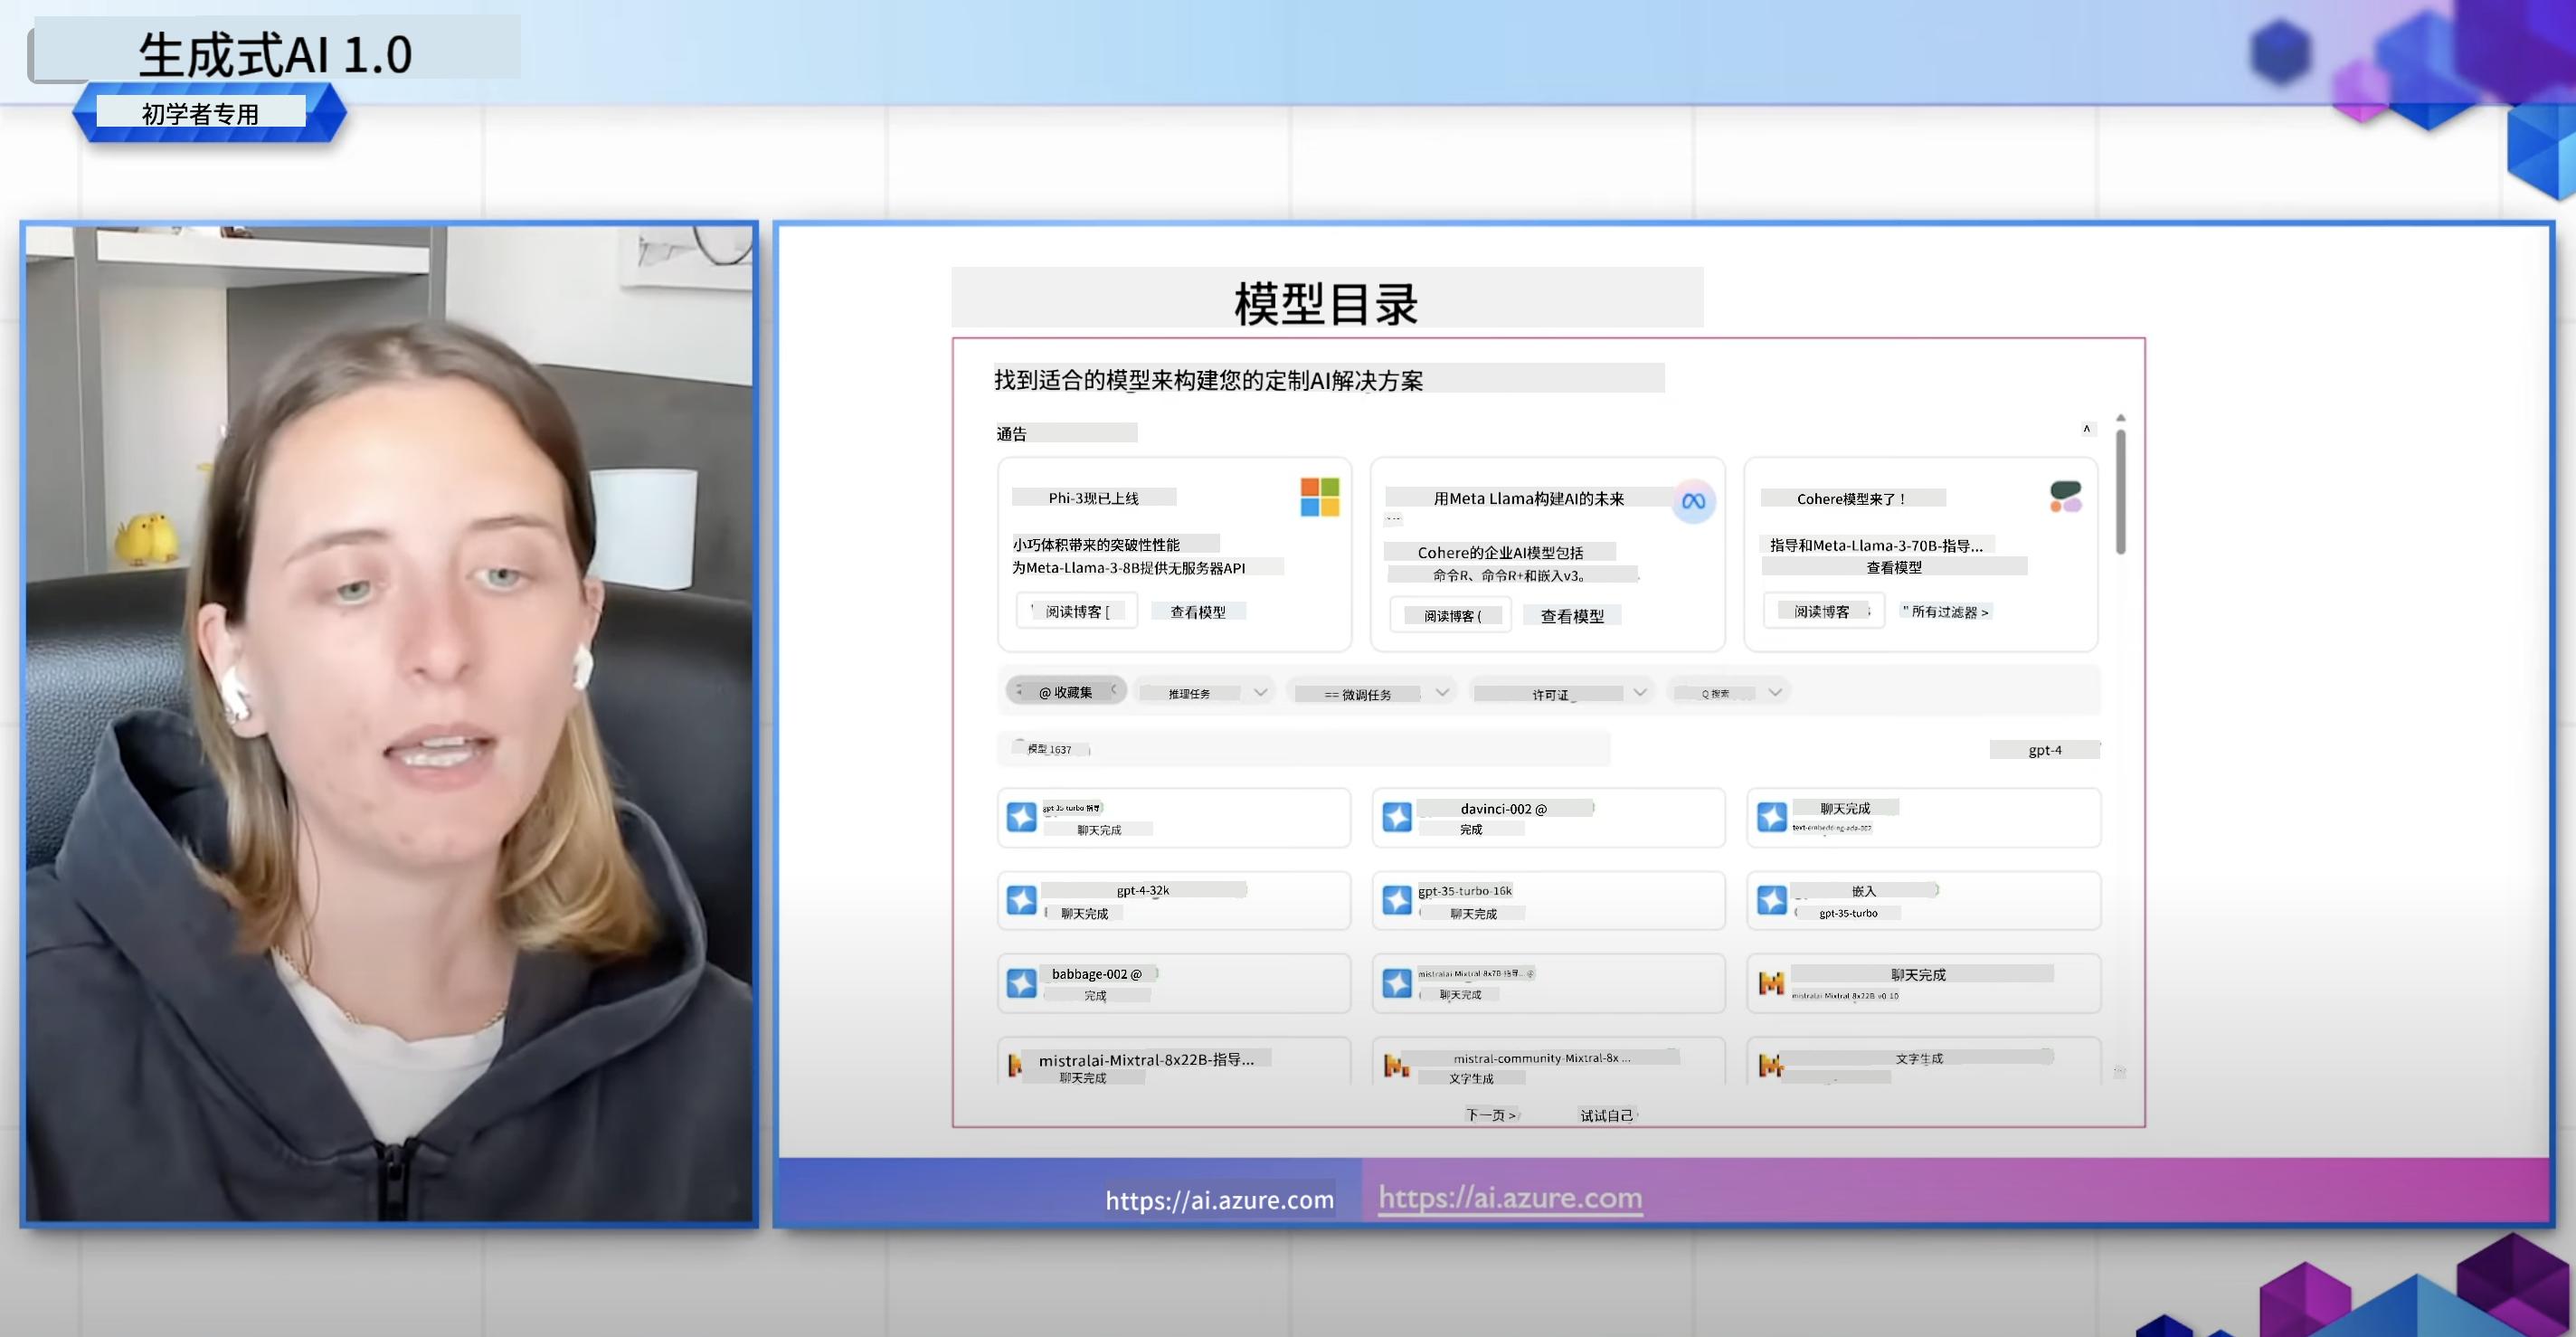 生成式AI 1.0
初学者专用
模型目录
找到适合的模型来构建您的定制AI解决方案
通告
^
Phi-3现已上线
小巧体积带来的突破性性能
为Meta-Llama-3-8B提供无服务器API
阅读博客 [
查看模型
用Meta Llama构建AI的未来
...
Cohere的企业AI模型包括
命令R、命令R+和嵌入v3。
阅读博客 (
查看模型
Cohere模型来了！
指导和Meta-Llama-3-70B-指导...
查看模型
阅读博客
" 所有过滤器 >
@ 收藏集
推理任务
== 微调任务
许可证
Q 搜索
模型 1637
gpt-4
gpt 35 turbo 指导
聊天完成
davinci-002 @
完成
聊天完成
text-embedding-ada-002
gpt-4-32k
聊天完成
gpt-35-turbo-16k
聊天完成
嵌入
gpt-35-turbo
babbage-002 @
完成
mistralai Mixtral 8x7B 指导... @
聊天完成
聊天完成
mistralai Mixtral 8x22B v0 10
mistralai-Mixtral-8x22B-指导...
聊天完成
mistral-community-Mixtral-8x ...
文字生成
文字生成
下一页 >
试试自己
https://ai.azure.com
https://ai.azure.com